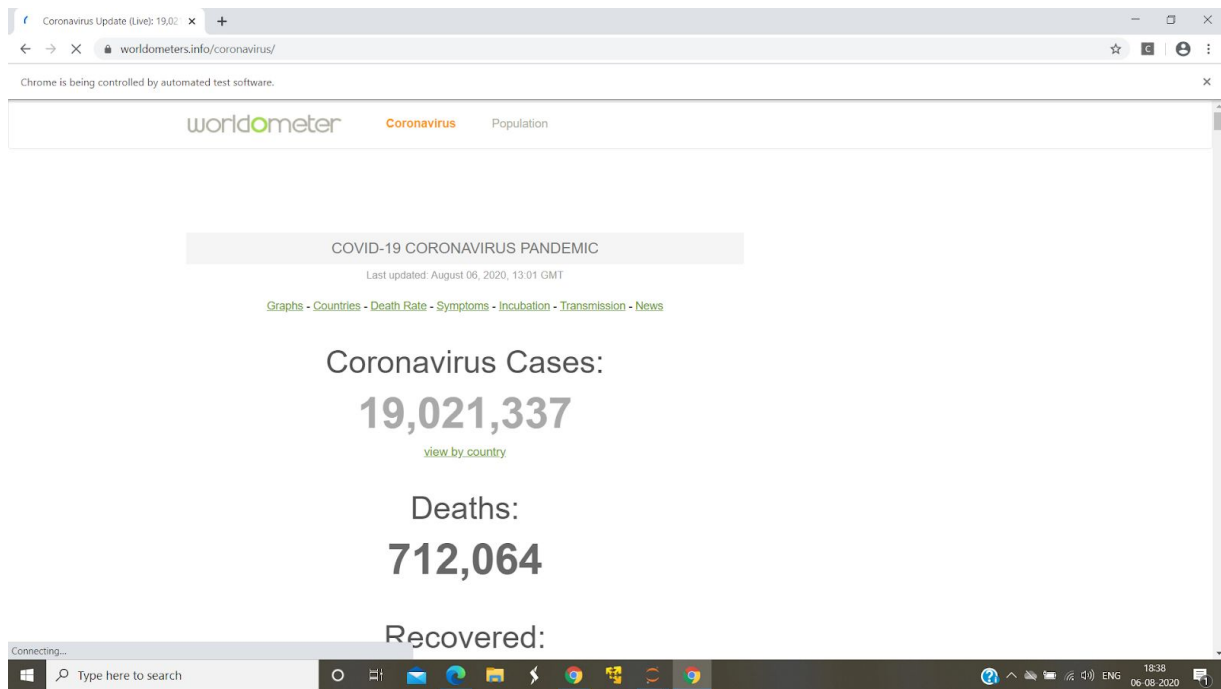 Coronavirus Update (Live): 19,02
worldometers.info/coronavirus/
Chrome is being controlled by automated test software.
worldometer Coronavirus Population
COVID-19 CORONAVIRUS PANDEMIC
Last updated: August 06, 2020, 13:01 GMT
Graphs - Countries - Death Rate - Symptoms - Incubation - Transmission - News
Coronavirus Cases:
19,021,337
view by country
Deaths:
712,064
Recovered:
Connecting...
Type here to search
ENG
18:38
06-08-2020